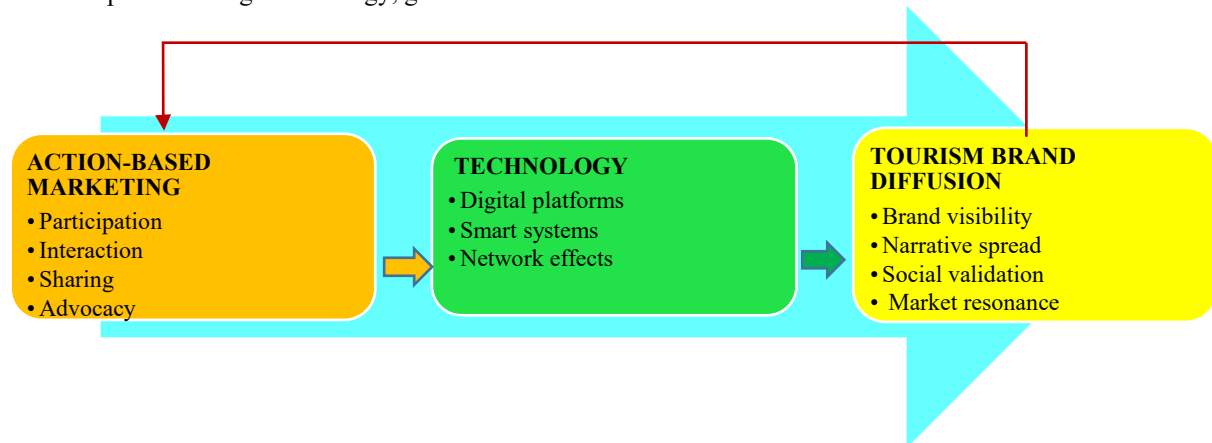 ACTION-BASED
MARKETING
• Participation
• Interaction
• Sharing
• Advocacy
TECHNOLOGY
• Digital platforms
• Smart systems
• Network effects
TOURISM BRAND
DIFFUSION
• Brand visibility
• Narrative spread
• Social validation
• Market resonance